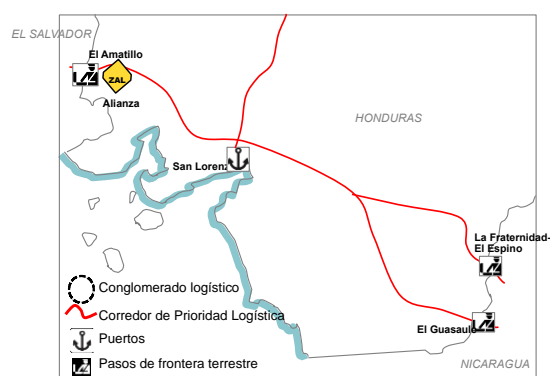 EL SALVADOR
El Amatillo
ZAL
Alianza
HONDURAS
San Lorenzo
La Fraternidad-
El Espino
Conglomerado logístico
Corredor de Prioridad Logística
El Guasaule
Puertos
Pasos de frontera terrestre
NICARAGUA